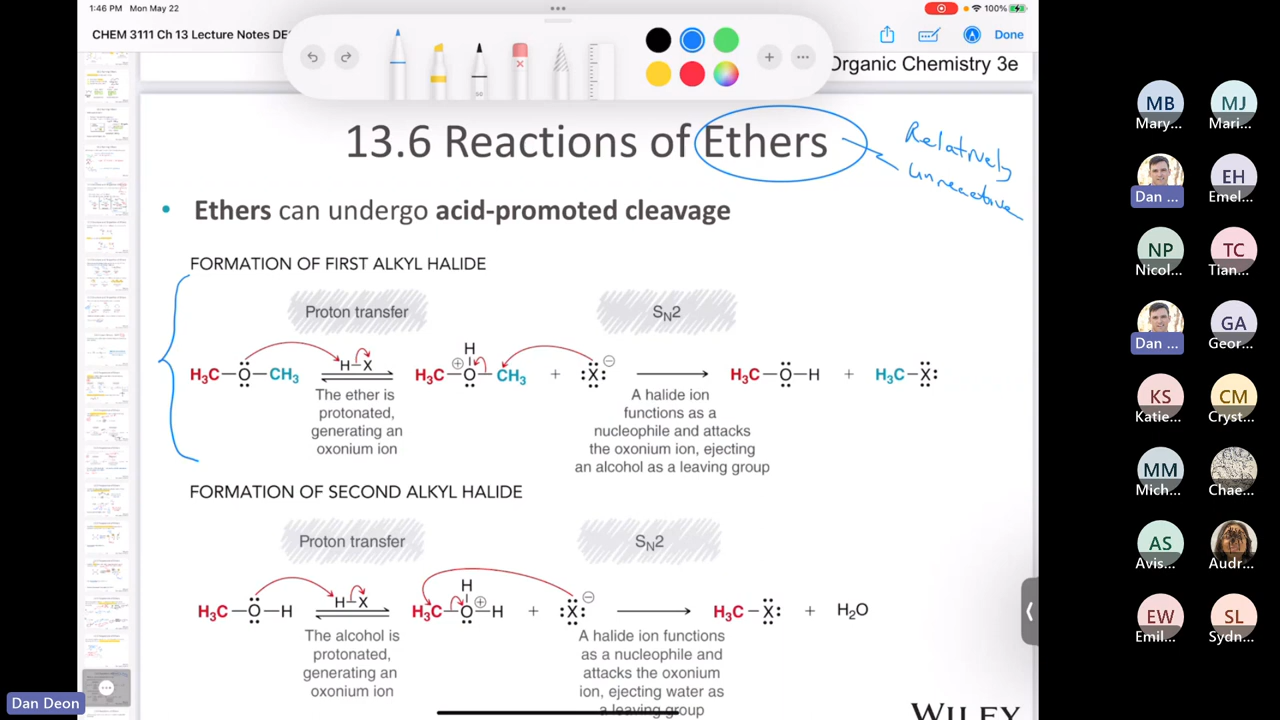 1:46 PM Mon May 22
100%
CHEM 3111 Ch 13 Lecture Notes DE
Done
Organic Chemistry 3e
13.6 Reactions of Ethers
Relatively
unreactive
• Ethers can undergo acid-promoted cleavage
FORMATION OF FIRST ALKYL HALIDE
Proton transfer
SN2
H3C—O—CH3
H—X
H
H3C—O—CH3
+
X
H3C—O—H
+
H3C—X
The ether is
protonated,
generating an
oxonium ion
A halide ion
functions as a
nucleophile and attacks
the oxonium ion, ejecting
an alcohol as a leaving group
FORMATION OF SECOND ALKYL HALIDE
Proton transfer
SN2
H3C—O—H
H—X
H
H3C—O—H
+
X
H3C—X
+
H2O
The alcohol is
protonated,
generating an
oxonium ion
A halide ion functions
as a nucleophile and
attacks the oxonium
ion, ejecting water as
a leaving group
WILEY
Dan Deon
MB
Mary...
MJ
Mari...
Dan ...
EH
Emel...
NP
Nicol...
TC
Tian...
Dan ...
GA
Geor...
KS
Katie...
CM
Cryst...
MM
Mich...
Chae...
AS
Avis...
Audr...
EW
Emil...
SL
Sydn...